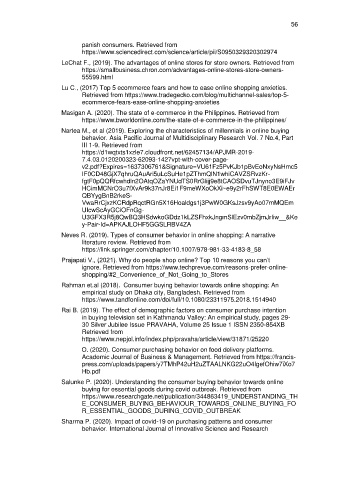 56
panish consumers. Retrieved from
https://www.sciencedirect.com/science/article/pii/S0950329320302974
LeChat F., (2019). The advantages of online stores for store owners. Retrieved from
https://smallbusiness.chron.com/advantages-online-stores-store-owners-
55599.html
Lu C., (2017) Top 5 ecommerce fears and how to ease online shopping anxieties.
Retrieved from https://www.tradegecko.com/blog/multichannel-sales/top-5-
ecommerce-fears-ease-online-shopping-anxieties
Masigan A. (2020). The state of e-commerce in the Philippines. Retrieved from
https://www.bworldonline.com/the-state-of-e-commerce-in-the-philippines/
Nartea M., et al (2019). Exploring the characteristics of millennials in online buying
behavior. Asia Pacific Journal of Multidisciplinary Research Vol. 7 No.4, Part
III 1-9. Retrieved from
https://d1wqtxts1xzle7.cloudfront.net/62457134/APJMR-2019-
7.4.03.0120200323-62093-1427vpt-with-cover-page-
v2.pdf?Expires=1637306761&Signature=
Neves R. (2019). Types of consumer behavior in online shopping: A narrative
literature review. Retrieved from
https://link.springer.com/chapter/10.1007/978-981-33-4183-8_58
Prajapati V., (2021). Why do people shop online? Top 10 reasons you can't
ignore. Retrieved from https://www.techprevue.com/reasons-prefer-online-
shopping/#2_Convenience_of_Not_Going_to_Stores
Rahman et.al (2018). Consumer buying behavior towards online shopping: An
empirical study on Dhaka city, Bangladesh. Retrieved from
https://www.tandfonline.com/doi/full/10.1080/23311975.2018.1514940
Rai B. (2019). The effect of demographic factors on consumer purchase intention
in buying television set in Kathmandu Valley: An empirical study, pages 29-
30 Silver Jubilee Issue PRAVAHA, Volume 25 Issue 1 ISSN 2350-854XB
Retrieved from
https://www.nepjol.info/index.php/pravaha/article/view/31871/25220
O. (2020). Consumer purchasing behavior on food delivery platforms.
Academic Journal of Business & Management. Retrieved from https://francis-
press.com/uploads/papers/y7TMhP42uH2uZTAALNKG22uO4IgefOhiw7iXo7
Hb.pdf
Salunke P. (2020). Understanding the consumer buying behavior towards online
buying for essential goods during covid outbreak. Retrieved from
https://www.researchgate.net/publication/344863419_UNDERSTANDING_TH
E_CONSUMER_BUYING_BEHAVIOUR_TOWARDS_ONLINE_BUYING_FO
R_ESSENTIAL_GOODS_DURING_COVID_OUTBREAK
Sharma P. (2020). Impact of covid-19 on purchasing patterns and consumer
behavior. International Journal of Innovative Science and Research